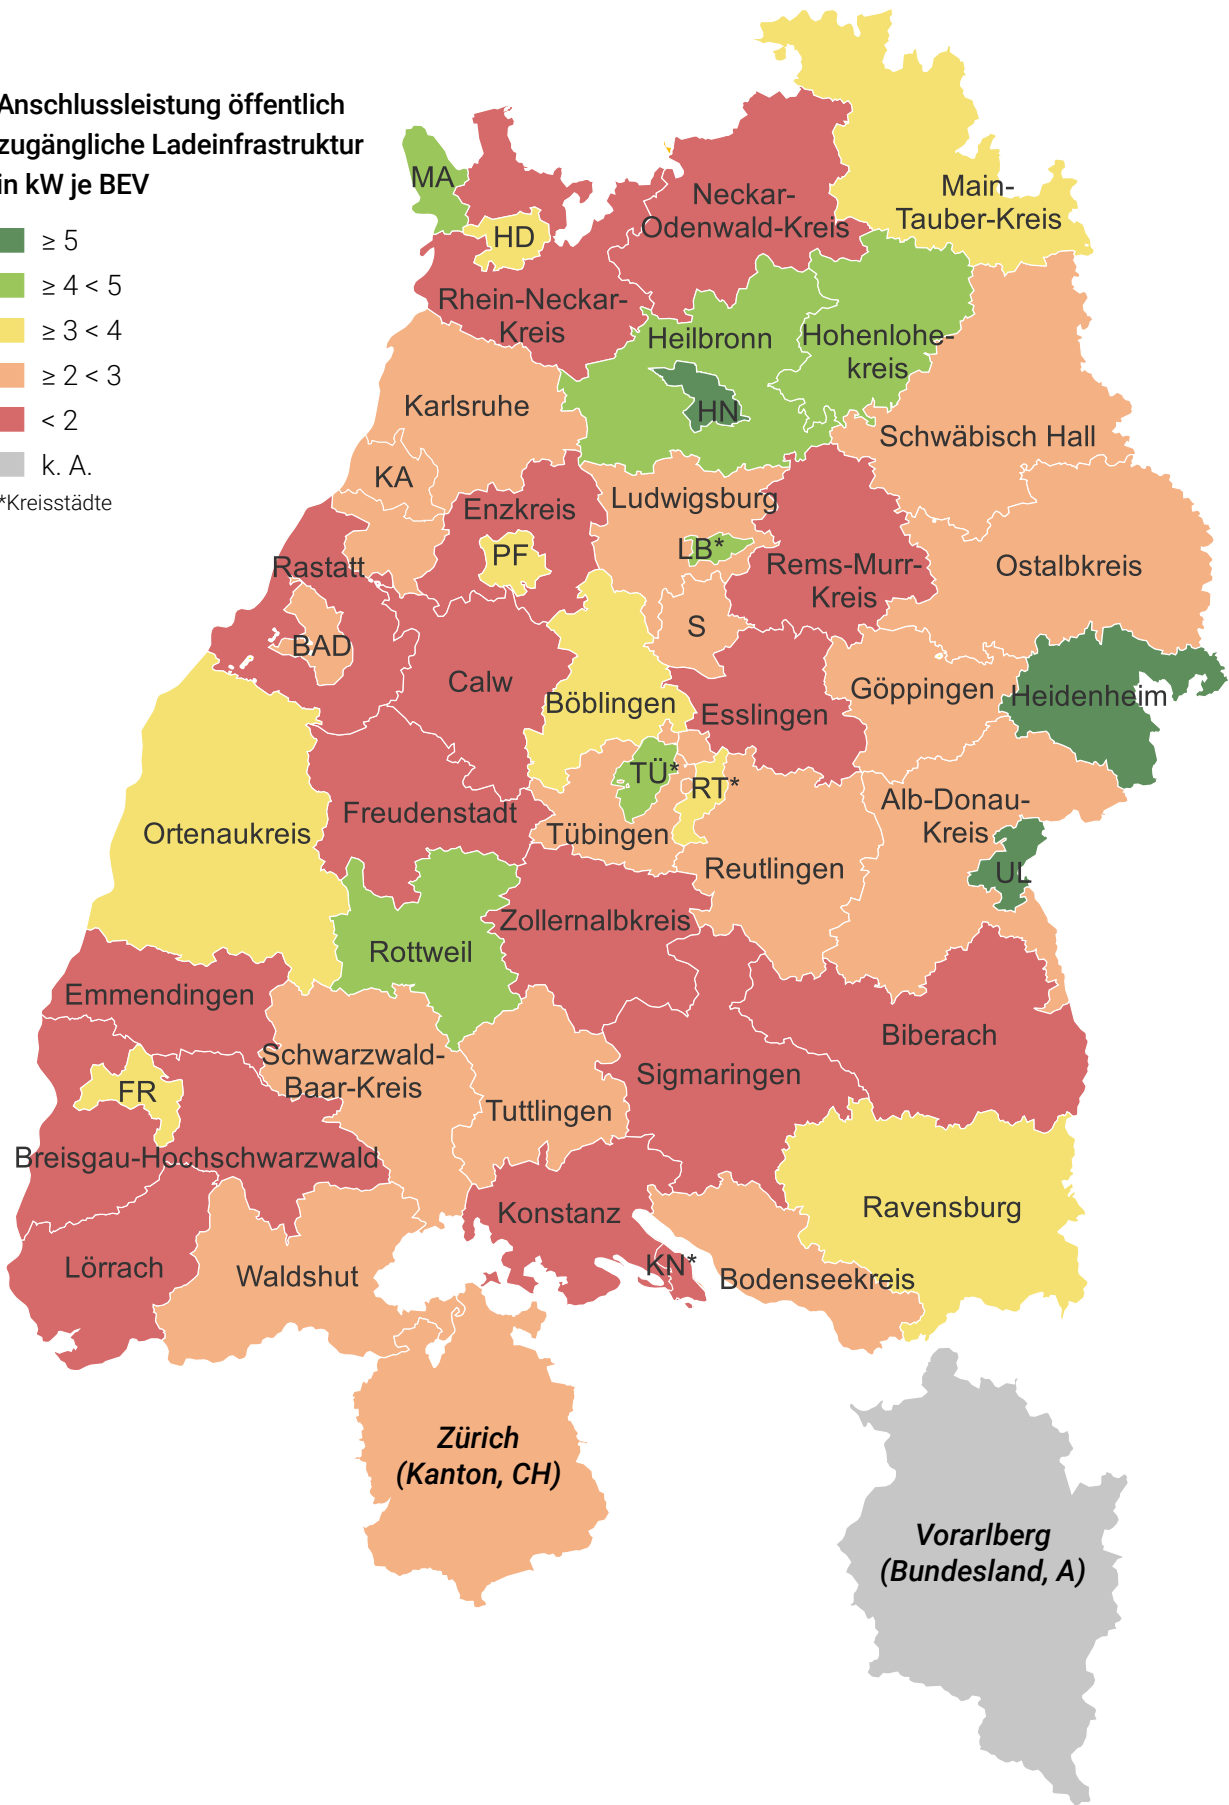 Anschlussleistung öffentlich
zugängliche Ladeinfrastruktur
in kW je BEV
≥ 5
≥ 4 < 5
≥ 3 < 4
≥ 2 < 3
< 2
k. A.
*Kreisstädte
MA
HD
Neckar-
Odenwald-Kreis
Main-
Tauber-Kreis
Rhein-Neckar-
Kreis
Heilbronn
Hohenlohe-
kreis
HN
Karlsruhe
Schwäbisch Hall
KA
Ludwigsburg
Enzkreis
LB*
PF
Rastatt
Rems-Murr-
Kreis
Ostalbkreis
S
BAD
Calw
Böblingen
Esslingen
Göppingen
Heidenheim
TÜ*
RT*
Alb-Donau-
Kreis
Freudenstadt
Ortenaukreis
Tübingen
Reutlingen
UL
Zollernalbkreis
Rottweil
Emmendingen
Biberach
Schwarzwald-
Baar-Kreis
Sigmaringen
FR
Tuttlingen
Breisgau-Hochschwarzwald
Ravensburg
Konstanz
Lörrach
Waldshut
KN*
Bodenseekreis
Zürich
(Kanton, CH)
Vorarlberg
(Bundesland, A)